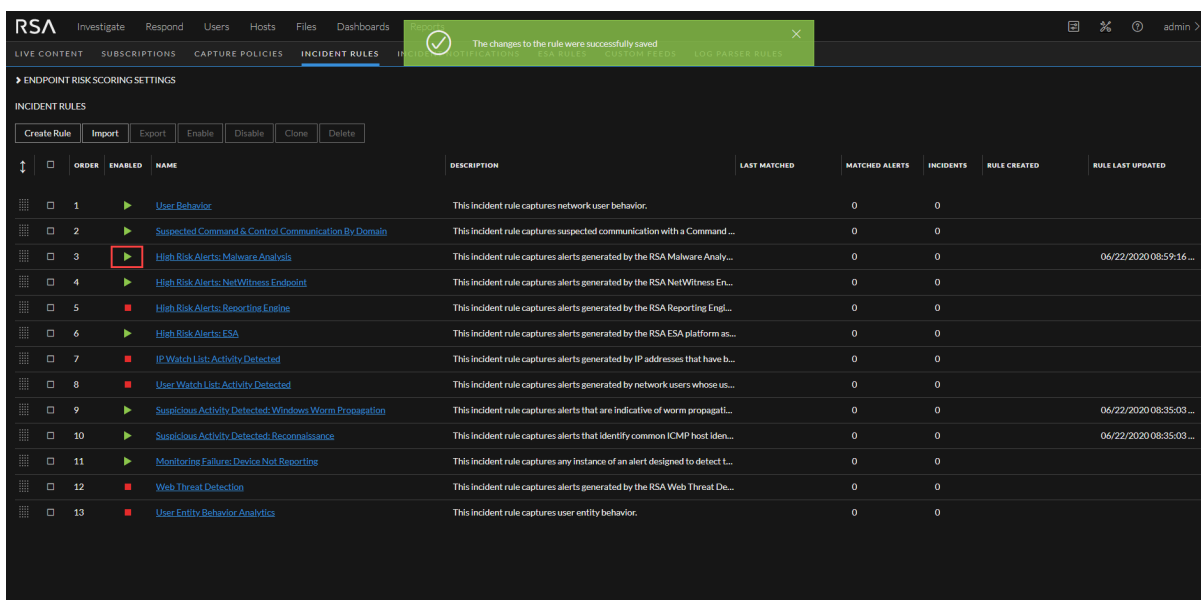 RSA Investigate Respond Users Hosts Files Dashboards Reports admin >
The changes to the rule were successfully saved
LIVE CONTENT SUBSCRIPTIONS CAPTURE POLICIES INCIDENT RULES INCIDENT NOTIFICATIONS ESA RULES CUSTOM FEEDS LOG PARSER RULES
ENDPOINT RISK SCORING SETTINGS
INCIDENT RULES
Create Rule Import Export Enable Disable Clone Delete
ORDER ENABLED NAME DESCRIPTION LAST MATCHED MATCHED ALERTS INCIDENTS RULE CREATED RULE LAST UPDATED
1 User Behavior This incident rule captures network user behavior. 0 0
2 Suspected Command & Control Communication By Domain This incident rule captures suspected communication with a Command ... 0 0
3 High Risk Alerts: Malware Analysis This incident rule captures alerts generated by the RSA Malware Analy... 0 0 06/22/2020 08:59:16 ...
4 High Risk Alerts: NetWitness Endpoint This incident rule captures alerts generated by the RSA NetWitness En... 0 0
5 High Risk Alerts: Reporting Engine This incident rule captures alerts generated by the RSA Reporting Engi... 0 0
6 High Risk Alerts: ESA This incident rule captures alerts generated by the RSA ESA platform as... 0 0
7 IP Watch List: Activity Detected This incident rule captures alerts generated by IP addresses that have b... 0 0
8 User Watch List: Activity Detected This incident rule captures alerts generated by network users whose us... 0 0
9 Suspicious Activity Detected: Windows Worm Propagation This incident rule captures alerts that are indicative of worm propagati... 0 0 06/22/2020 08:35:03 ...
10 Suspicious Activity Detected: Reconnaissance This incident rule captures alerts that identify common ICMP host iden... 0 0 06/22/2020 08:35:03 ...
11 Monitoring Failure: Device Not Reporting This incident rule captures any instance of an alert designed to detect t... 0 0
12 Web Threat Detection This incident rule captures alerts generated by the RSA Web Threat De... 0 0
13 User Entity Behavior Analytics This incident rule captures user entity behavior. 0 0